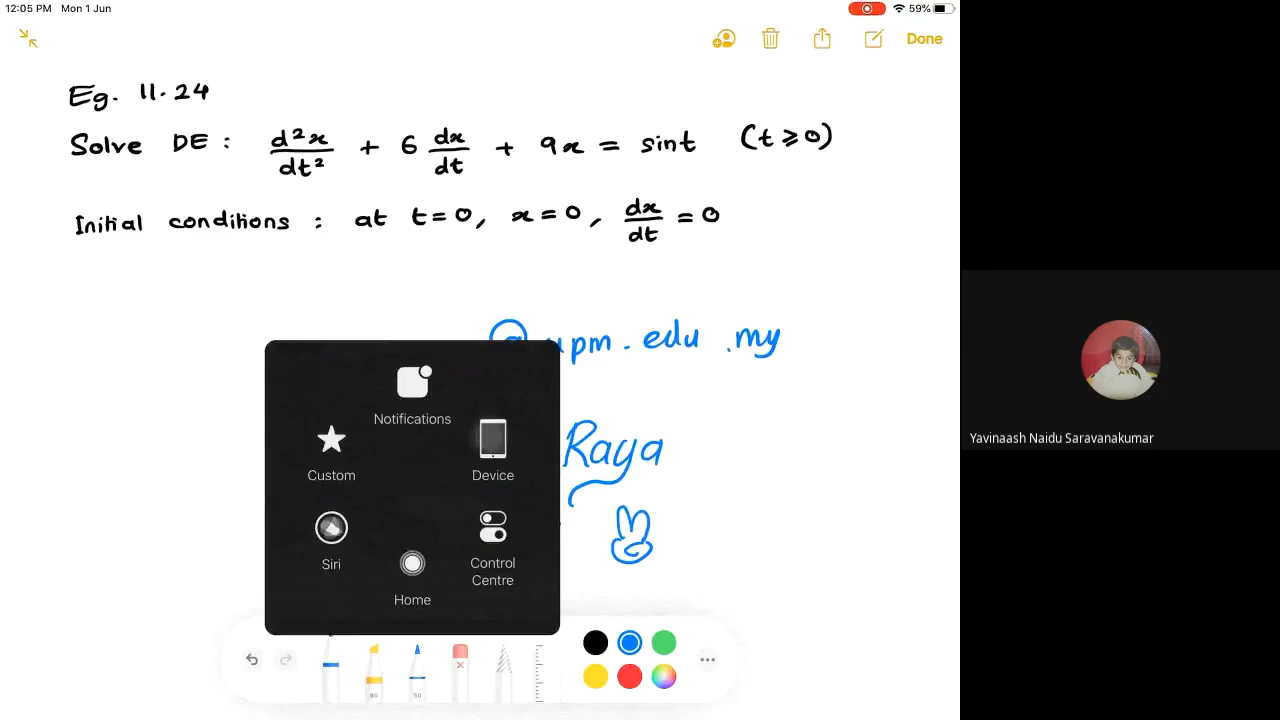 12:05 PM Mon 1 Jun 59%
Done
Eg. 11.24
Solve DE : d²x/dt² + 6 dx/dt + 9x = sint (t ≥ 0)
Initial conditions : at t=0, x=0, dx/dt = 0
@upm.edu.my
Notifications
Custom
Device
Raya
Siri
Control
Centre
Home
Yavinaash Naidu Saravanakumar